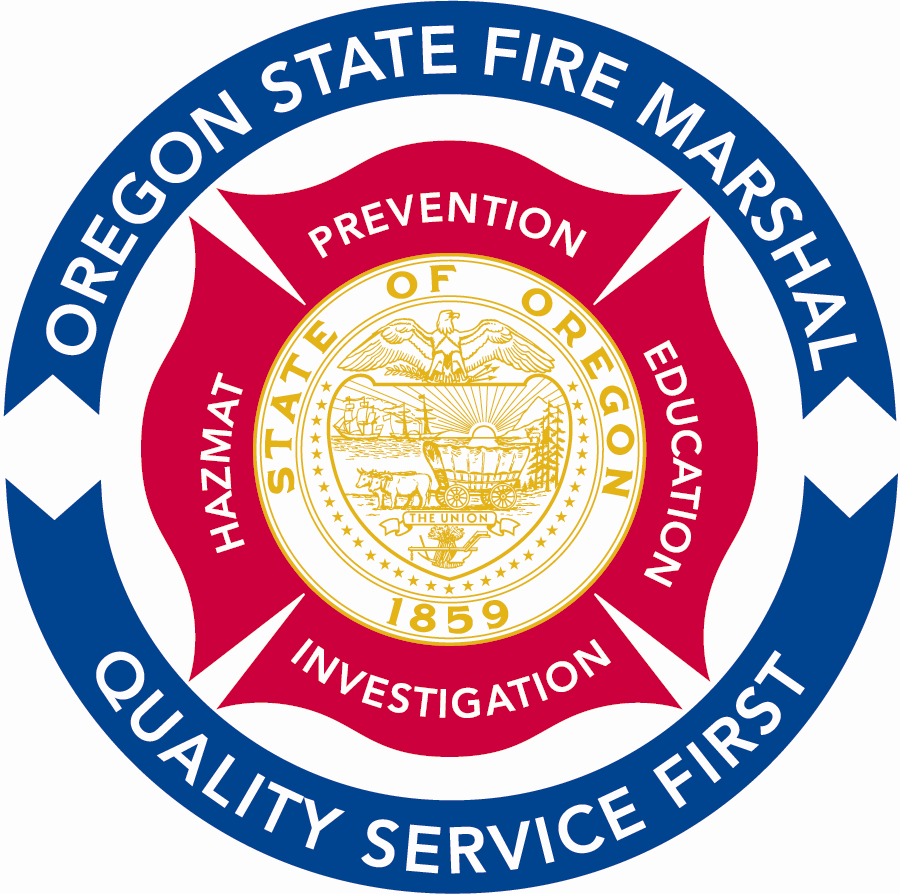 OREGON STATE FIRE MARSHAL
PREVENTION
HAZMAT
EDUCATION
STATE OF OREGON
THE UNION
1859
INVESTIGATION
QUALITY SERVICE FIRST